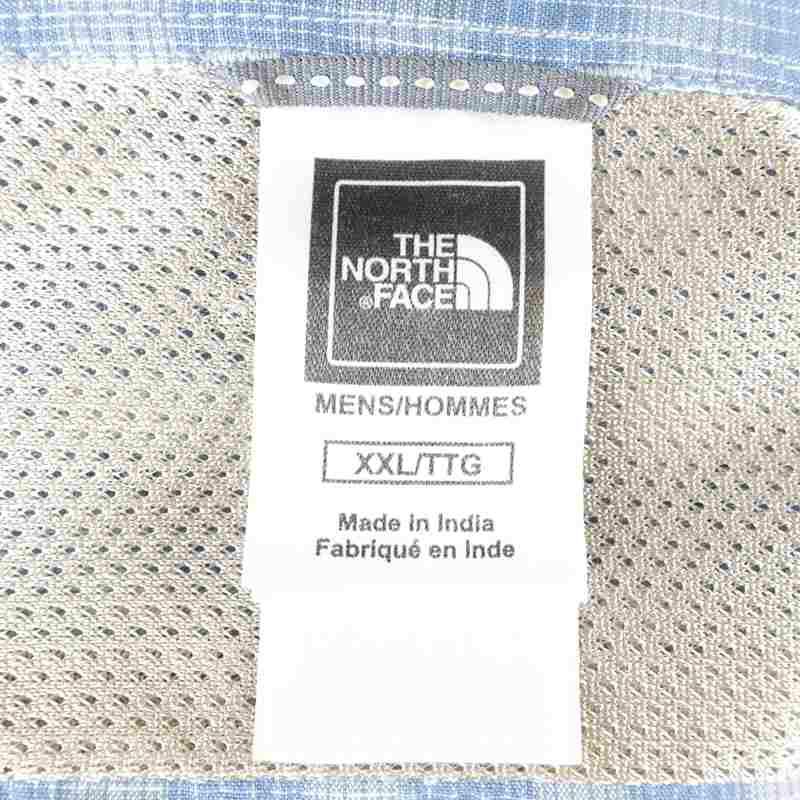 THE
NORTH
®FACE
MENS/HOMMES
XXL/TTG
Made in India
Fabriqué en Inde